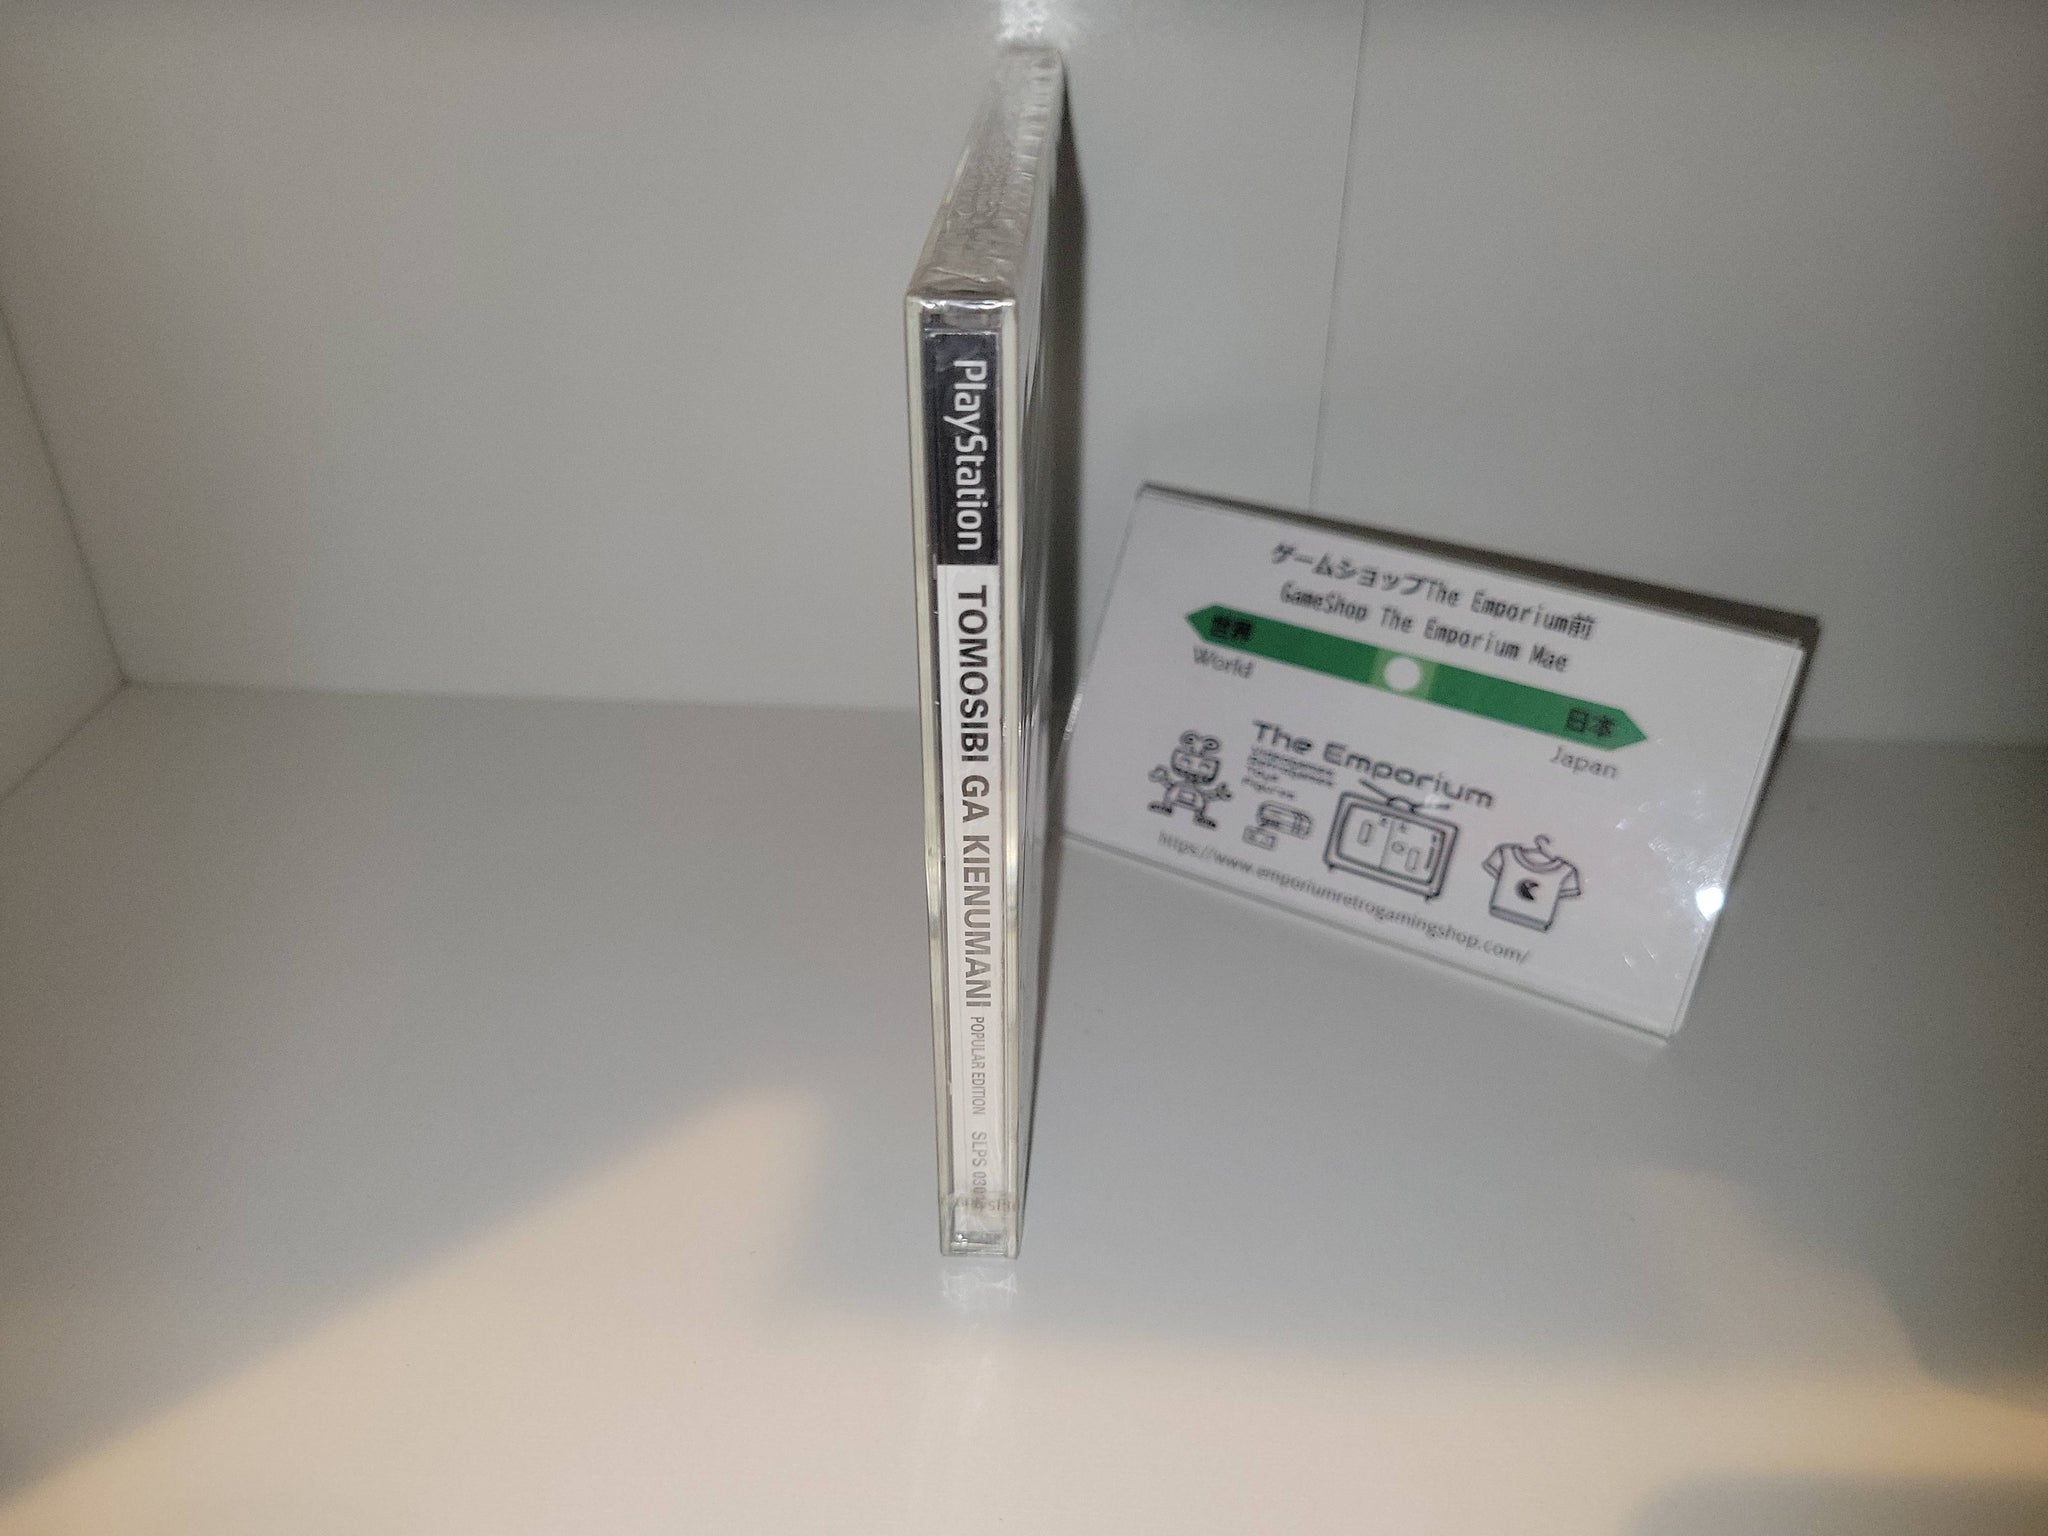 PlayStation
TOMOSIBI GA KIENUMANI POPULAR EDITION SLPS
ゲームショップThe Emporium前
GameShop The Emporium Mae
世界
World
日本
Japan
The Emporium
https://www.emporiumretrogamingshop.com/